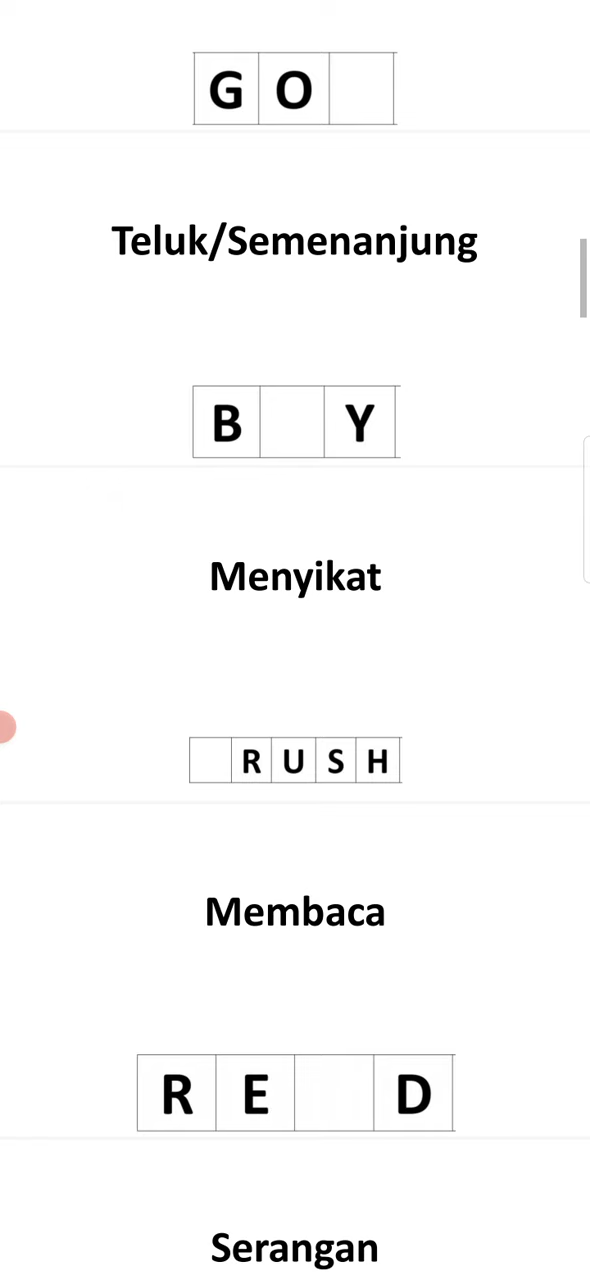 G O
Teluk/Semenanjung
B Y
Menyikat
R U S H
Membaca
R E D
Serangan